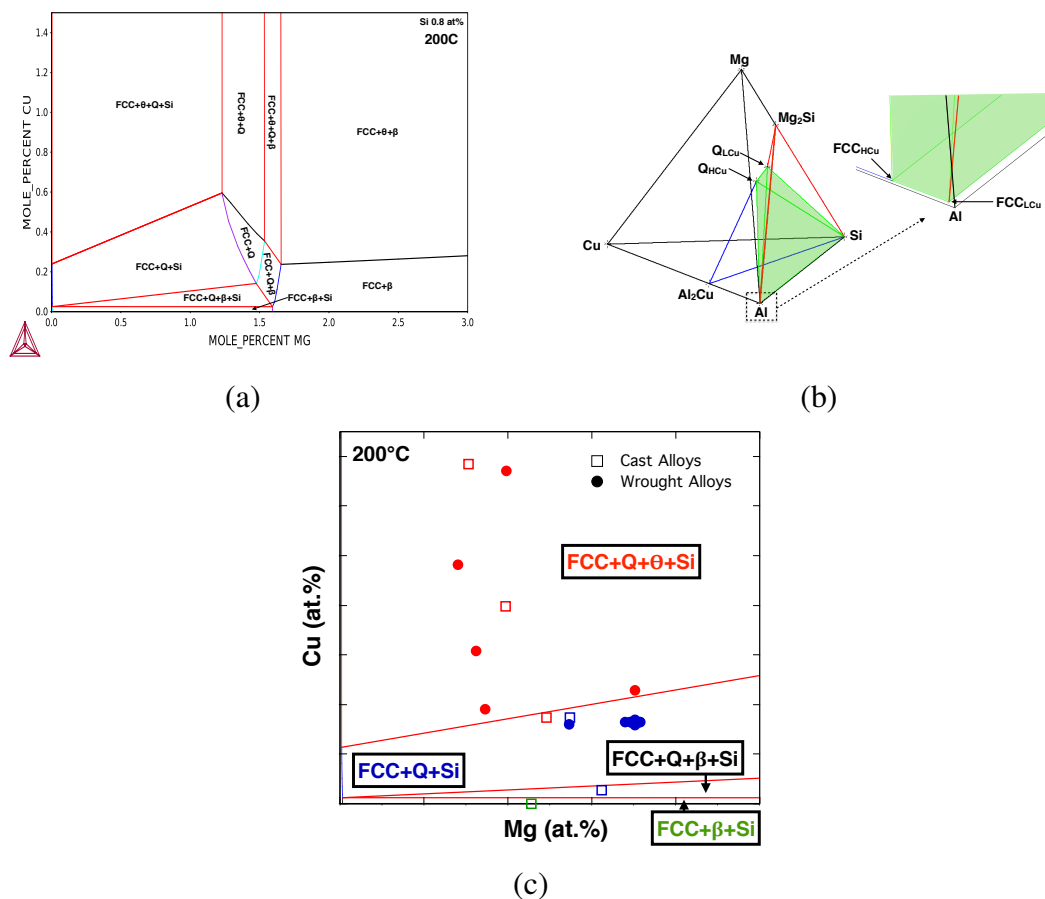 Si 0.8 at%
200C
MOLE_PERCENT CU
1.4
1.2
1.0
0.8
0.6
0.4
0.2
0.0
FCC+θ+Q+Si
FCC+θ+Q
FCC+θ+Q+β
FCC+θ+β
FCC+Q
FCC+Q+Si
FCC+Q+β
FCC+β
FCC+Q+β+Si
FCC+β+Si
0.0 0.5 1.0 1.5 2.0 2.5 3.0
MOLE_PERCENT MG
(a)
Mg
Mg2Si
QLCu
QHCu
Cu
Si
Al2Cu
Al
FCCHCu
FCCLCu
Al
(b)
200°C
Cast Alloys
Wrought Alloys
FCC+Q+Θ+Si
Cu (at.%)
FCC+Q+β+Si
FCC+Q+Si
Mg (at.%)
FCC+β+Si
(c)